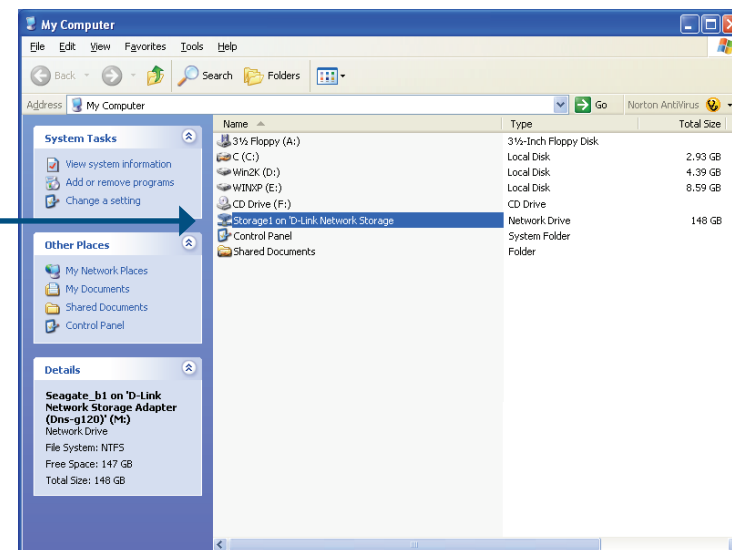 My Computer
File Edit View Favorites Tools Help
Back Search Folders
Address My Computer Go Norton AntiVirus
System Tasks
View system information
Add or remove programs
Change a setting
Other Places
My Network Places
My Documents
Shared Documents
Control Panel
Details
Seagate_b1 on 'D-Link
Network Storage Adapter
(Dns-g120)' (M:)
Network Drive
File System: NTFS
Free Space: 147 GB
Total Size: 148 GB
Name Type Total Size
3½ Floppy (A:) 3½-Inch Floppy Disk
C (C:) Local Disk 2.93 GB
Win2K (D:) Local Disk 4.39 GB
WINXP (E:) Local Disk 8.59 GB
CD Drive (F:) CD Drive
Storage1 on 'D-Link Network Storage Network Drive 148 GB
Control Panel System Folder
Shared Documents Folder